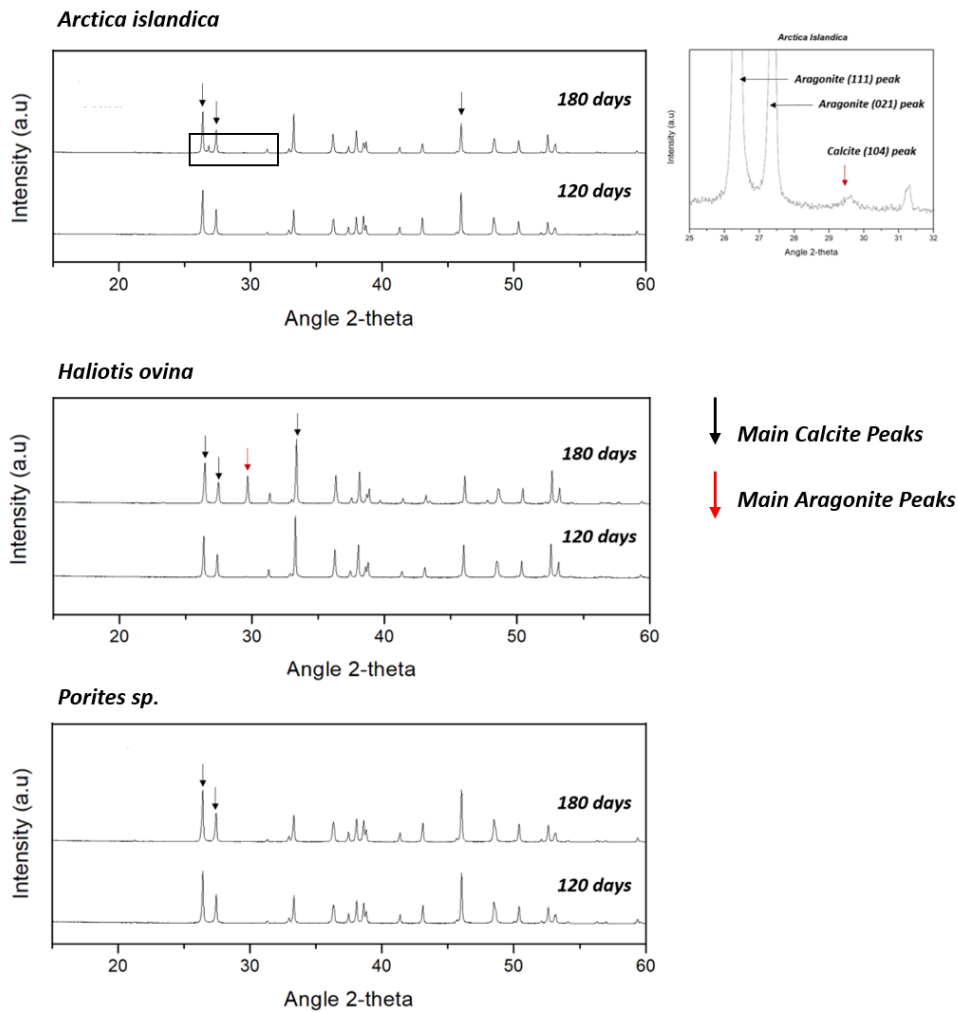 Arctica islandica
Intensity (a.u)
180 days
120 days
20 30 40 50 60
Angle 2-theta
Arctica Islandica
Intensity (a.u)
Aragonite (111) peak
Aragonite (021) peak
Calcite (104) peak
25 26 27 28 29 30 31 32
Angle 2-theta
Haliotis ovina
Intensity (a.u)
180 days
120 days
20 30 40 50 60
Angle 2-theta
Main Calcite Peaks
Main Aragonite Peaks
Porites sp.
Intensity (a.u)
180 days
120 days
20 30 40 50 60
Angle 2-theta